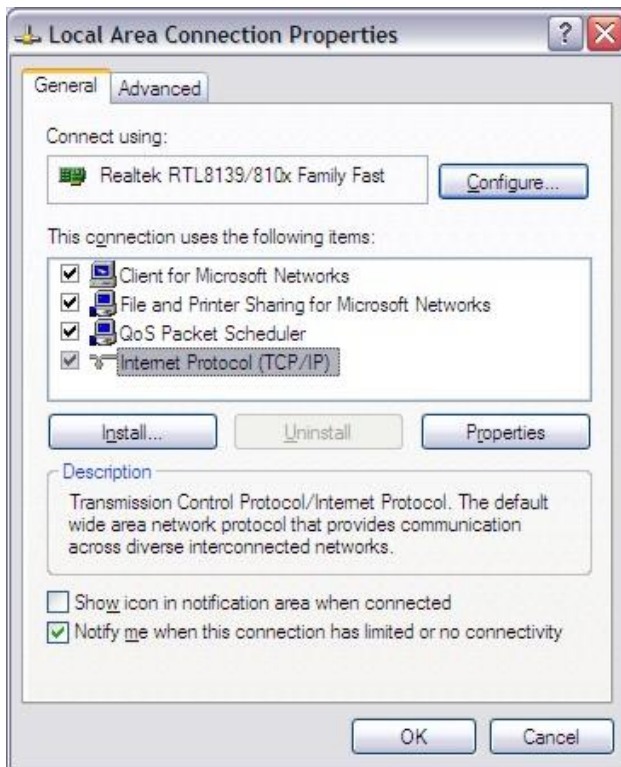 Local Area Connection Properties
General
Advanced
Connect using:
Realtek RTL8139/810x Family Fast
Configure...
This connection uses the following items:
Client for Microsoft Networks
File and Printer Sharing for Microsoft Networks
QoS Packet Scheduler
Internet Protocol (TCP/IP)
Install...
Uninstall
Properties
Description
Transmission Control Protocol/Internet Protocol. The default
wide area network protocol that provides communication
across diverse interconnected networks.
Show icon in notification area when connected
Notify me when this connection has limited or no connectivity
OK
Cancel